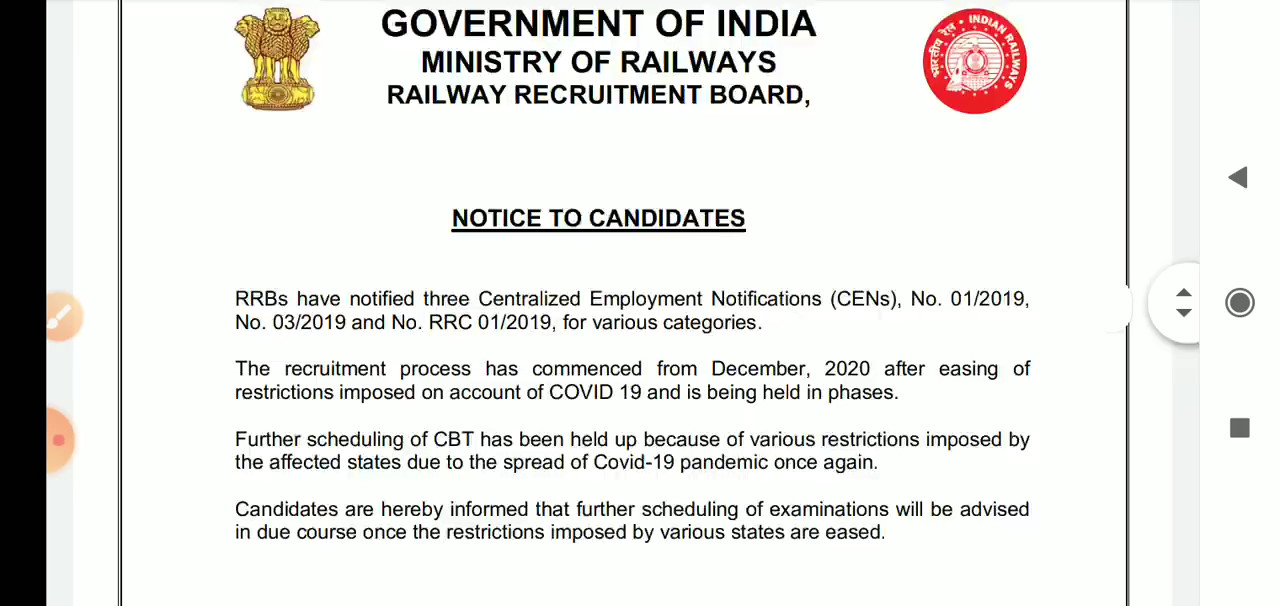 GOVERNMENT OF INDIA
MINISTRY OF RAILWAYS
RAILWAY RECRUITMENT BOARD,
भारतीय रेल • INDIAN RAILWAYS
NOTICE TO CANDIDATES
RRBs have notified three Centralized Employment Notifications (CENs), No. 01/2019,
No. 03/2019 and No. RRC 01/2019, for various categories.
The recruitment process has commenced from December, 2020 after easing of
restrictions imposed on account of COVID 19 and is being held in phases.
Further scheduling of CBT has been held up because of various restrictions imposed by
the affected states due to the spread of Covid-19 pandemic once again.
Candidates are hereby informed that further scheduling of examinations will be advised
in due course once the restrictions imposed by various states are eased.